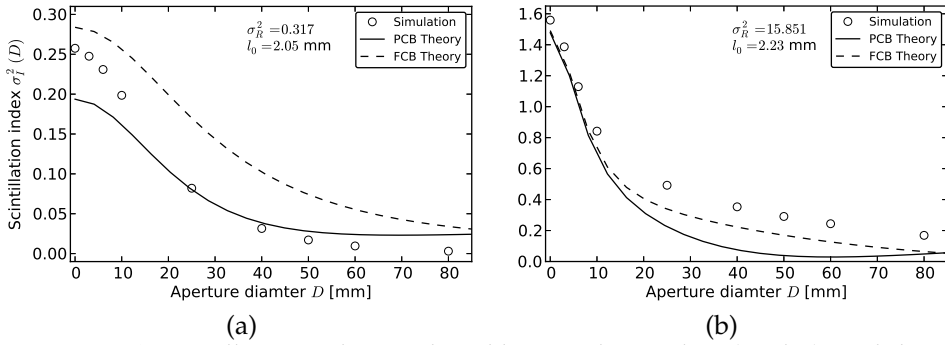 0.30
0.25
0.20
0.15
0.10
0.05
0.00
Scintillation index σ_I^2 (D)
σ_R^2 = 0.317
l_0 = 2.05 mm
Simulation
PCB Theory
FCB Theory
0 10 20 30 40 50 60 70 80
Aperture diamter D [mm]
(a)
1.6
1.4
1.2
1.0
0.8
0.6
0.4
0.2
0.0
σ_R^2 = 15.851
l_0 = 2.23 mm
Simulation
PCB Theory
FCB Theory
0 10 20 30 40 50 60 70 80
Aperture diamter D [mm]
(b)